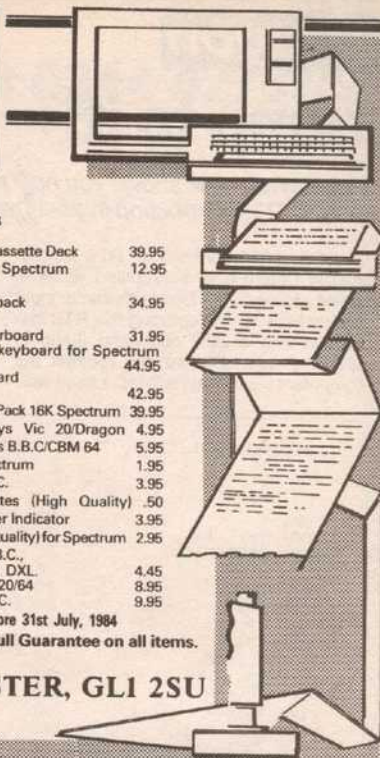 assette Deck 39.95
Spectrum 12.95
back 34.95
rboard 31.95
keyboard for Spectrum
44.95
ard
42.95
Pack 16K Spectrum 39.95
ys Vic 20/Dragon 4.95
s B.B.C/CBM 64 5.95
ctrum 1.95
C. 3.95
tes (High Quality) .50
er Indicator 3.95
uality) for Spectrum 2.95
B.C.,
DXL. 4.45
20/64 8.95
C. 9.95
ore 31st July, 1984
ull Guarantee on all items.
STER, GL1 2SU